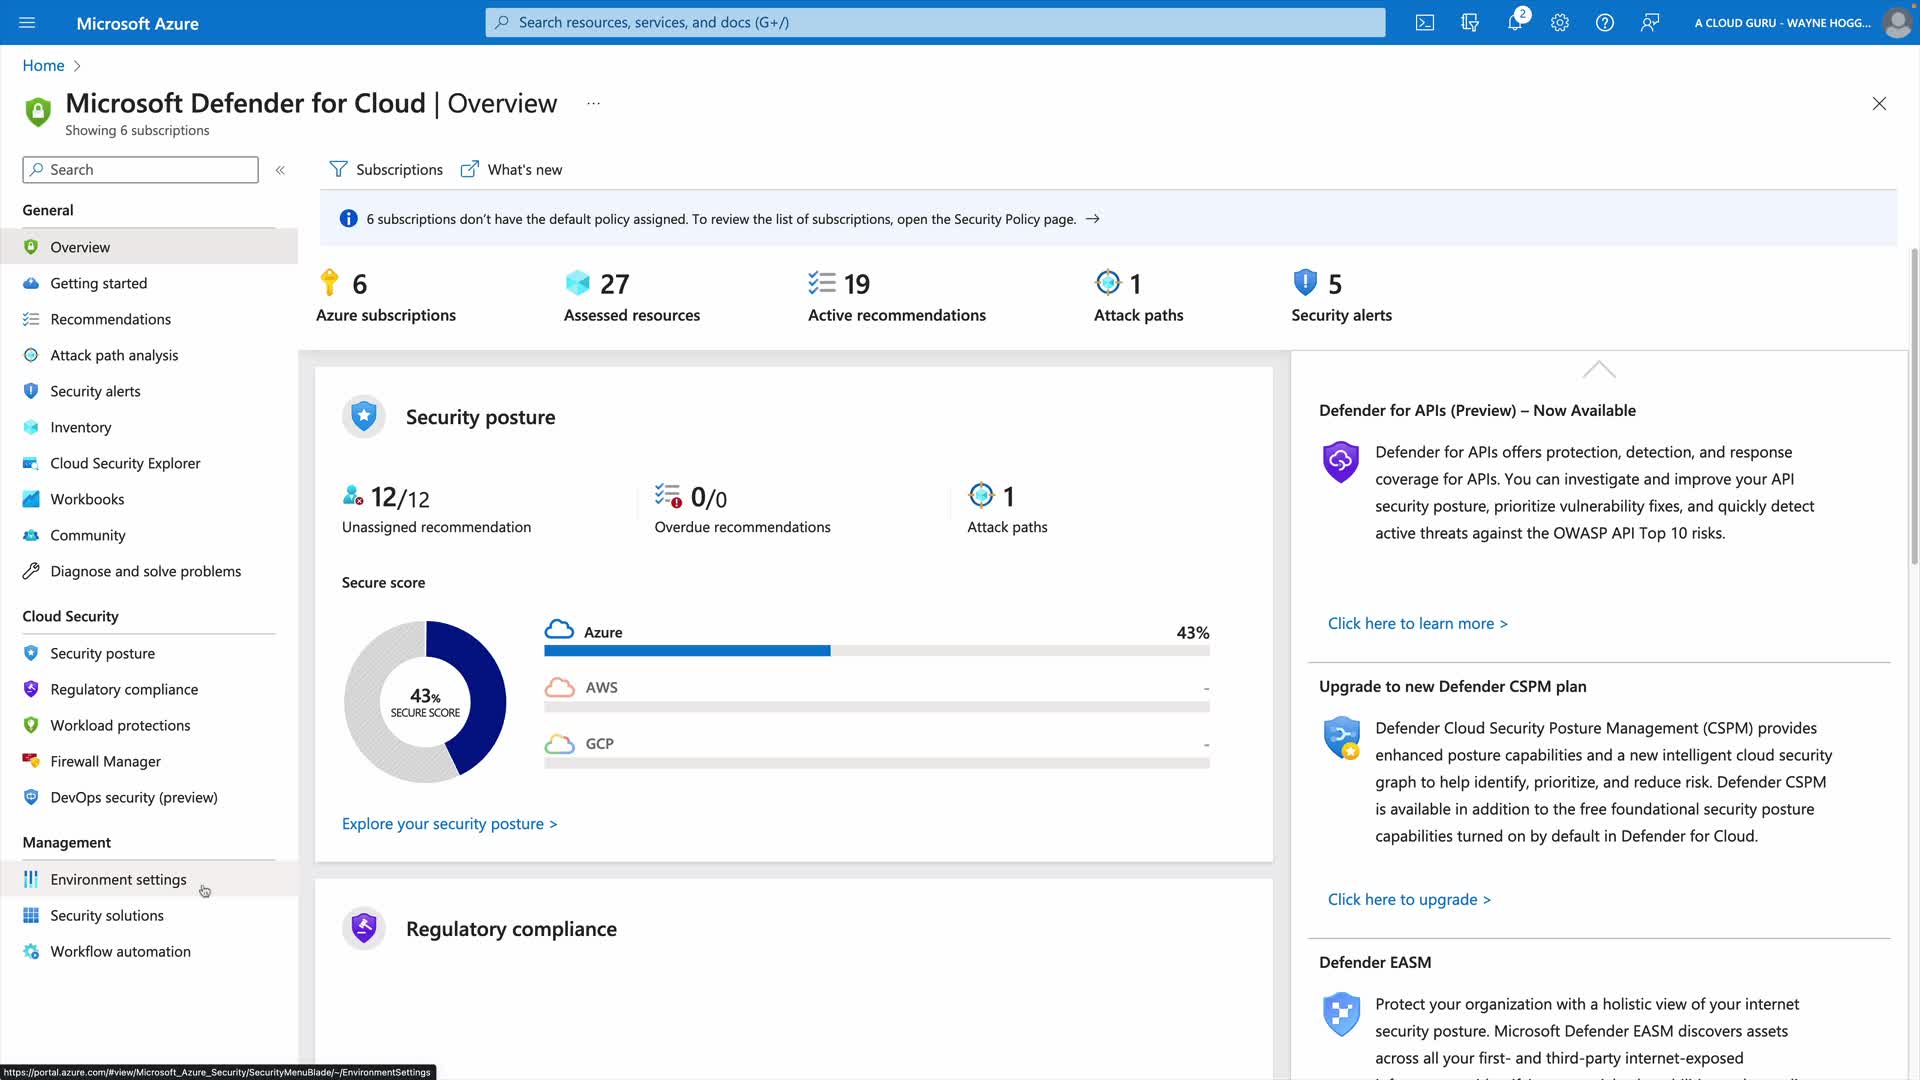 Microsoft Azure
Search resources, services, and docs (G+/)
2
A CLOUD GURU - WAYNE HOGG...
Home >
Microsoft Defender for Cloud | Overview ...
Showing 6 subscriptions
Search
«
Subscriptions
What's new
General
Overview
Getting started
Recommendations
Attack path analysis
Security alerts
Inventory
Cloud Security Explorer
Workbooks
Community
Diagnose and solve problems
Cloud Security
Security posture
Regulatory compliance
Workload protections
Firewall Manager
DevOps security (preview)
Management
Environment settings
Security solutions
Workflow automation
6 subscriptions don't have the default policy assigned. To review the list of subscriptions, open the Security Policy page. →
6
Azure subscriptions
27
Assessed resources
19
Active recommendations
1
Attack paths
5
Security alerts
Security posture
12/12
Unassigned recommendation
0/0
Overdue recommendations
1
Attack paths
Secure score
43%
SECURE SCORE
Azure
43%
AWS
-
GCP
-
Explore your security posture >
Regulatory compliance
Defender for APIs (Preview) – Now Available
Defender for APIs offers protection, detection, and response
coverage for APIs. You can investigate and improve your API
security posture, prioritize vulnerability fixes, and quickly detect
active threats against the OWASP API Top 10 risks.
Click here to learn more >
Upgrade to new Defender CSPM plan
Defender Cloud Security Posture Management (CSPM) provides
enhanced posture capabilities and a new intelligent cloud security
graph to help identify, prioritize, and reduce risk. Defender CSPM
is available in addition to the free foundational security posture
capabilities turned on by default in Defender for Cloud.
Click here to upgrade >
Defender EASM
Protect your organization with a holistic view of your internet
security posture. Microsoft Defender EASM discovers assets
across all your first- and third-party internet-exposed
https://portal.azure.com/#view/Microsoft_Azure_Security/SecurityMenuBlade/~/EnvironmentSettings